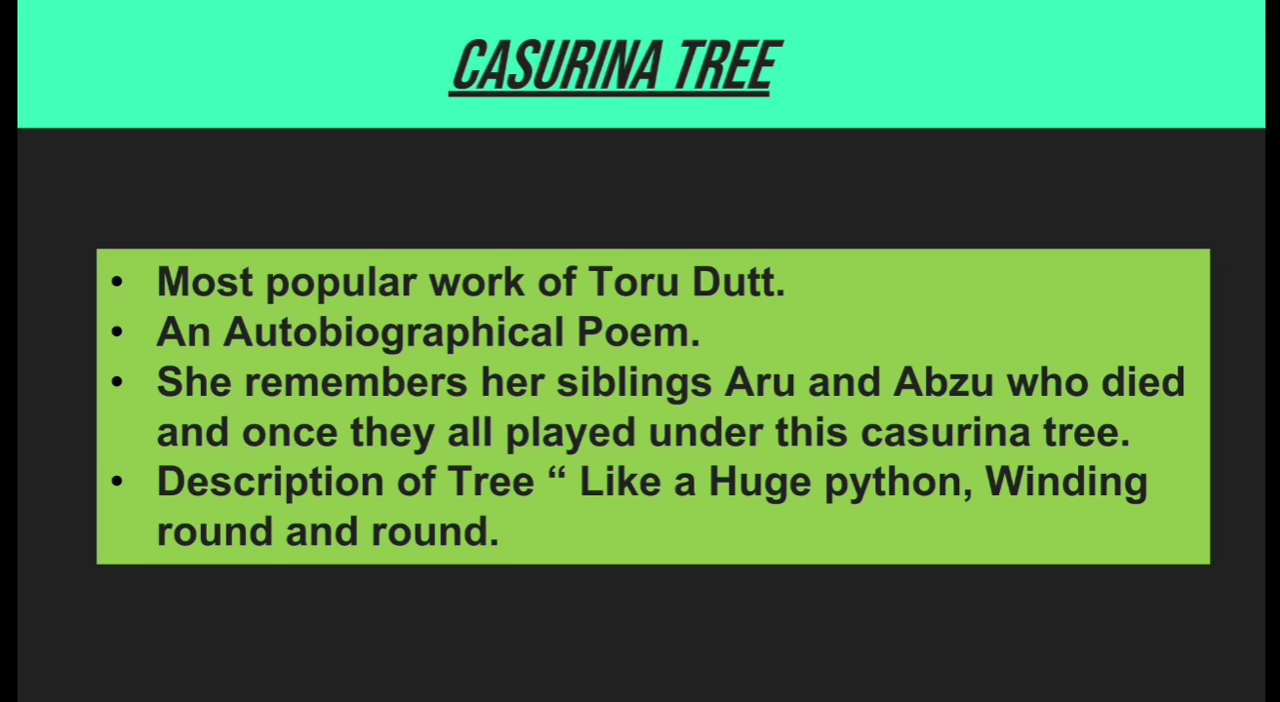 CASURINA TREE
• Most popular work of Toru Dutt.
• An Autobiographical Poem.
• She remembers her siblings Aru and Abzu who died
and once they all played under this casurina tree.
• Description of Tree “ Like a Huge python, Winding
round and round.